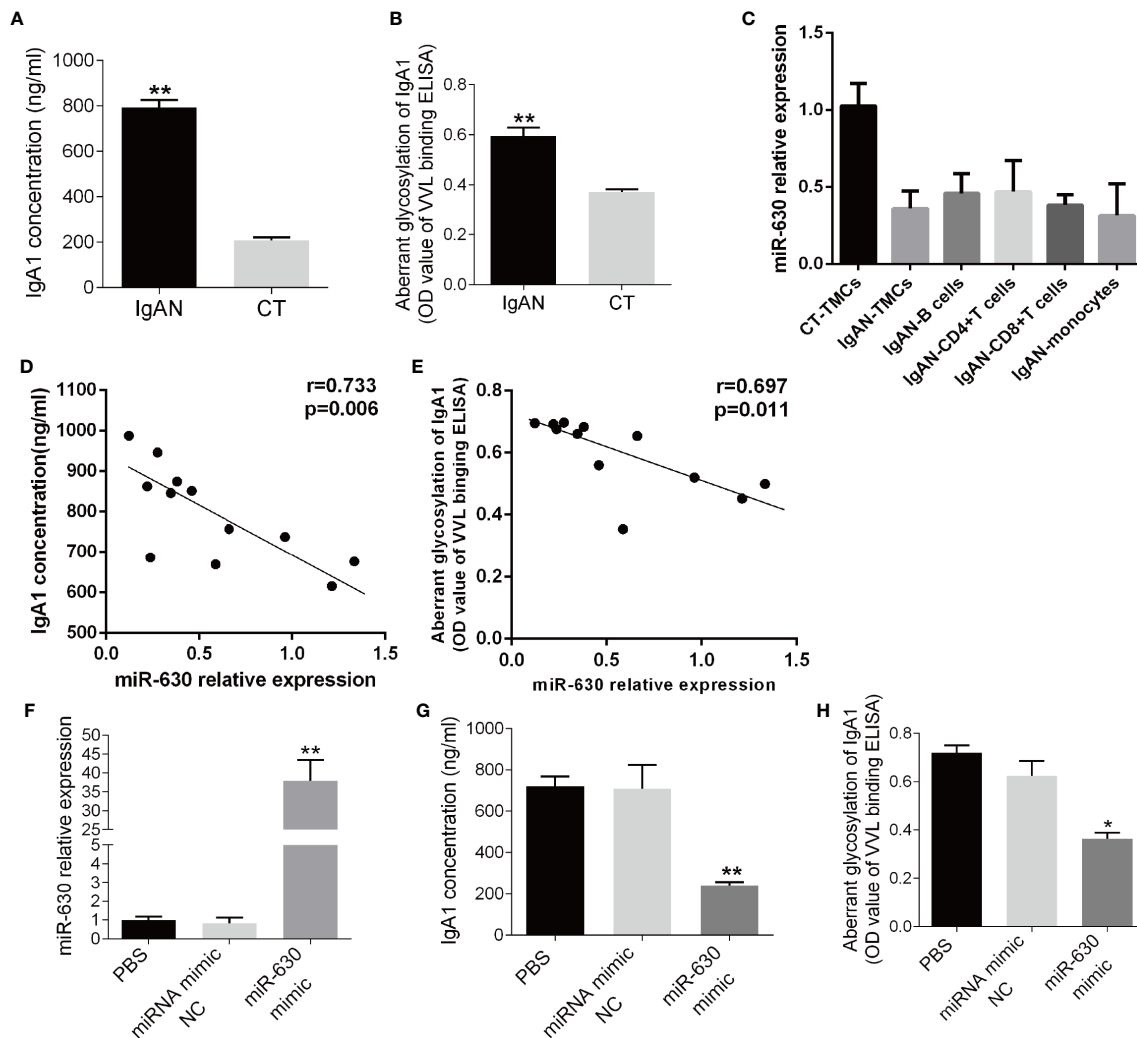 A
IgA1 concentration (ng/ml)
1000
800
600
400
200
0
**
IgAN
CT
B
Aberrant glycosylation of IgA1
(OD value of VVL binding ELISA)
0.8
0.6
0.4
0.2
0.0
**
IgAN
CT
C
miR-630 relative expression
1.5
1.0
0.5
0.0
CT-TMCs
IgAN-TMCs
IgAN-B cells
IgAN-CD4+T cells
IgAN-CD8+T cells
IgAN-monocytes
D
IgA1 concentration(ng/ml)
1100
1000
900
800
700
600
500
r=0.733
p=0.006
0.0
0.5
1.0
1.5
miR-630 relative expression
E
Aberrant glycosylation of IgA1
(OD value of VVL binging ELISA)
0.8
0.6
0.4
0.2
0.0
r=0.697
p=0.011
0.0
0.5
1.0
1.5
miR-630 relative expression
F
miR-630 relative expression
50
45
40
35
30
25
5
4
3
2
1
0
**
PBS
miRNA mimic
NC
miR-630
mimic
G
IgA1 concentration (ng/ml)
1000
800
600
400
200
0
**
PBS
miRNA mimic
NC
miR-630
mimic
H
Aberrant glycosylation of IgA1
(OD value of VVL binding ELISA)
0.8
0.6
0.4
0.2
0.0
*
PBS
miRNA mimic
NC
miR-630
mimic